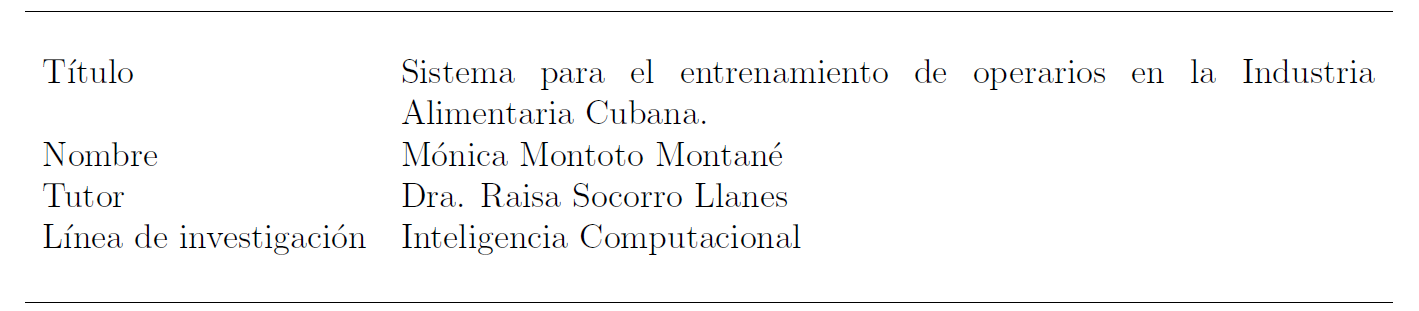 Título Sistema para el entrenamiento de operarios en la Industria
Alimentaria Cubana.
Nombre Mónica Montoto Montané
Tutor Dra. Raisa Socorro Llanes
Línea de investigación Inteligencia Computacional